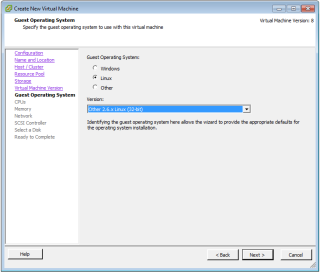 Create New Virtual Machine
Guest Operating System
Specify the guest operating system to use with this virtual machine
Virtual Machine Version: 8
Configuration
Name and Location
Host / Cluster
Resource Pool
Storage
Virtual Machine Version
Guest Operating System
CPUs
Memory
Network
SCSI Controller
Select a Disk
Ready to Complete
Guest Operating System:
Windows
Linux
Other
Version:
Other 2.6.x Linux (32-bit)
Identifying the guest operating system here allows the wizard to provide the appropriate defaults for
the operating system installation.
Help
< Back
Next >
Cancel